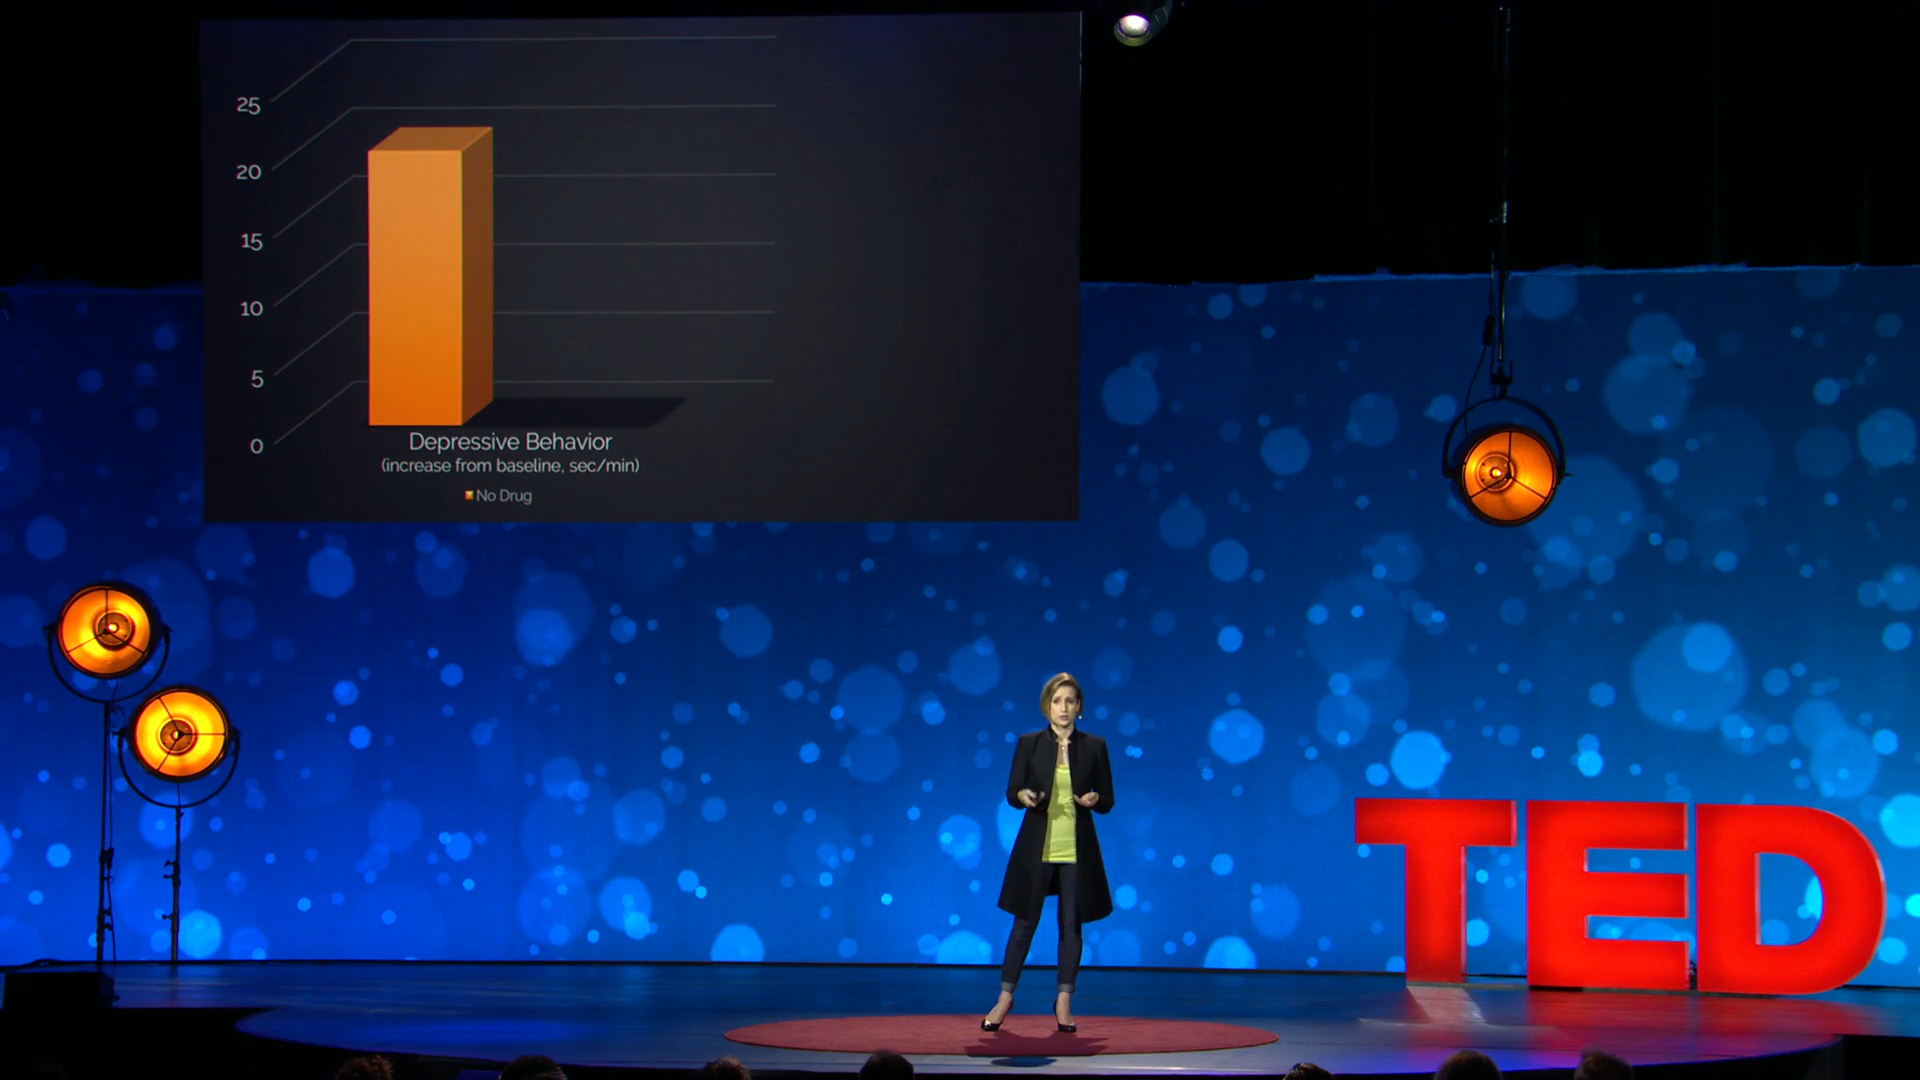 25
20
15
10
5
0
Depressive Behavior
(increase from baseline, sec/min)
No Drug
TED